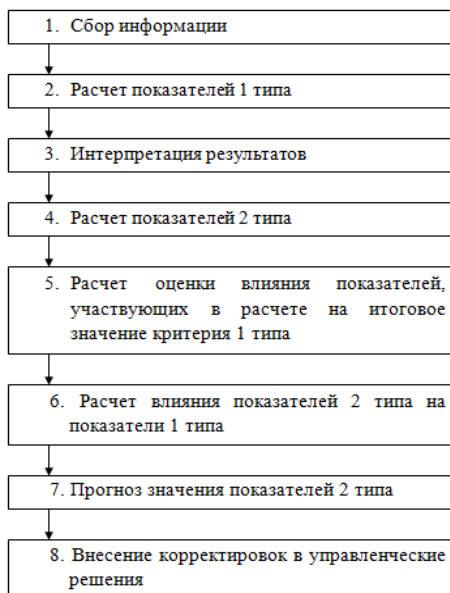 1. Сбор информации
2. Расчет показателей 1 типа
3. Интерпретация результатов
4. Расчет показателей 2 типа
5. Расчет оценки влияния показателей,
участвующих в расчете на итоговое
значение критерия 1 типа
6. Расчет влияния показателей 2 типа на
показатели 1 типа
7. Прогноз значения показателей 2 типа
8. Внесение корректировок в управленческие
решения